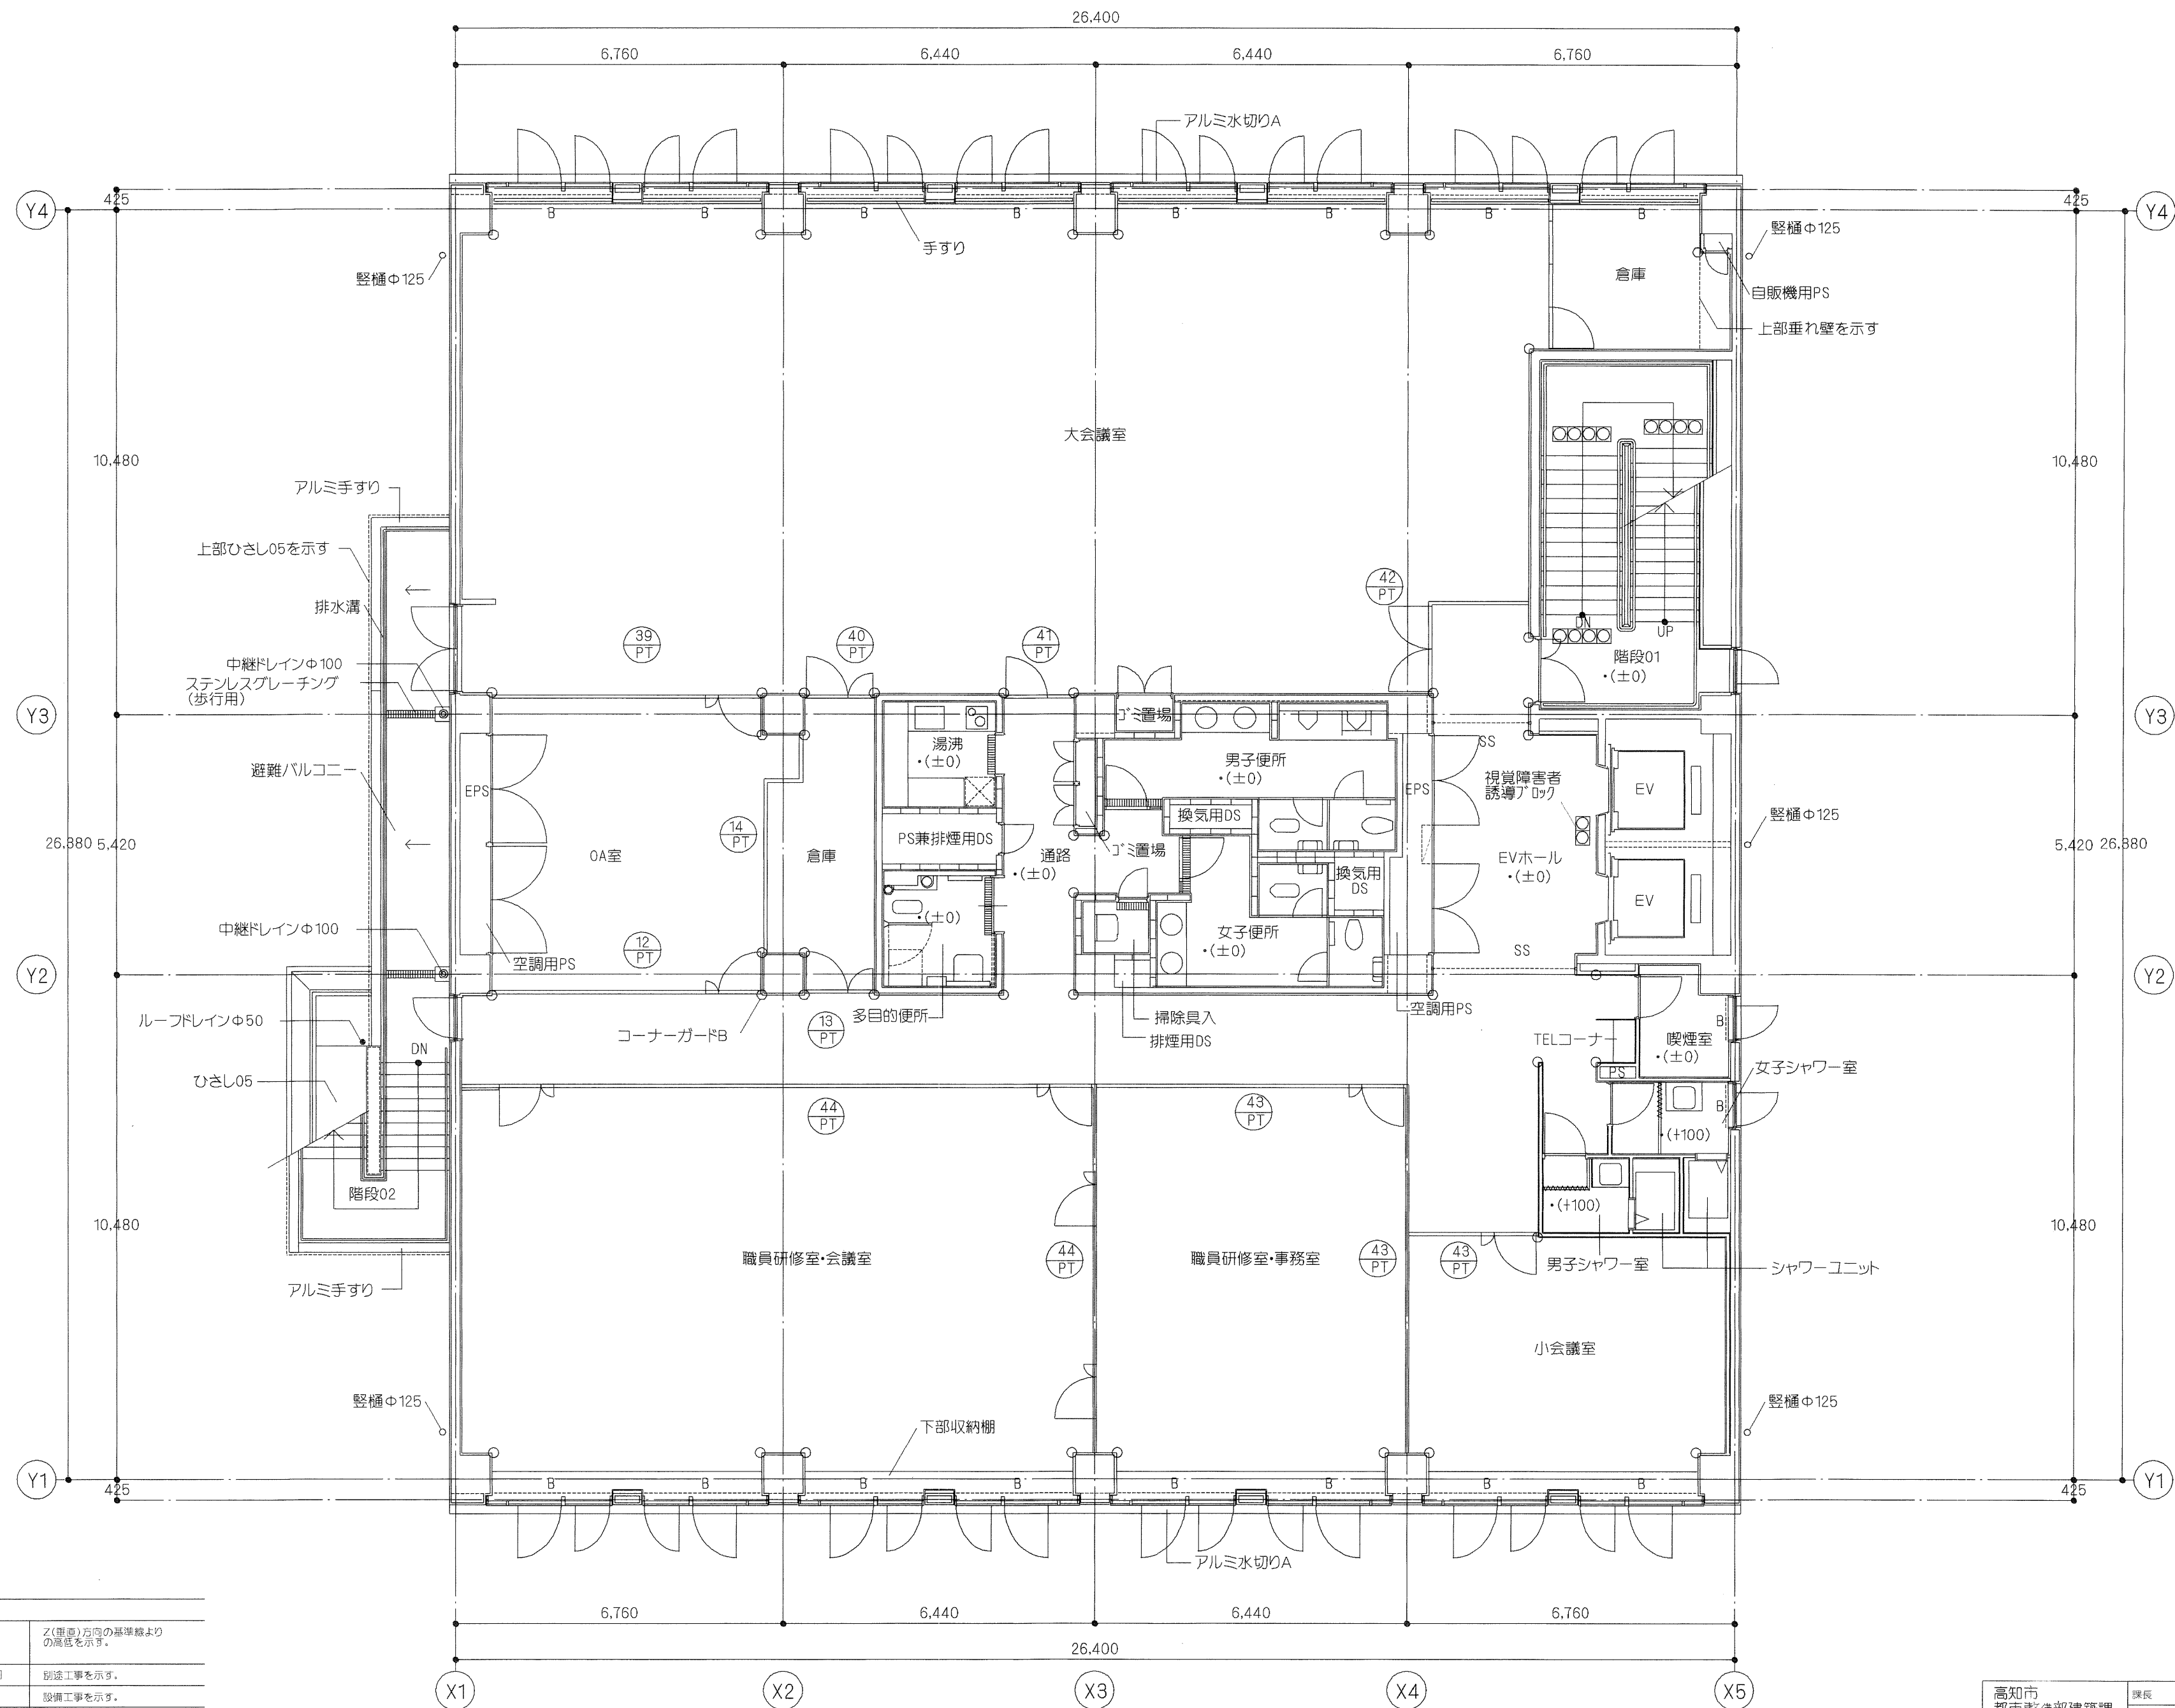 26,400
6,760
6,440
6,440
6,760
アルミ水切りA
425
425
Y4
Y4
B
B
B
B
B
B
B
B
手すり
竪樋Φ125
竪樋Φ125
倉庫
自販機用PS
上部垂れ壁を示す
大会議室
10,480
10,480
アルミ手すり
上部ひさし05を示す
排水溝
42
PT
39
PT
40
PT
41
PT
DN
UP
階段01
・(±0)
中継ドレインΦ100
ステンレスグレーチング
(歩行用)
Y3
Y3
ゴミ置場
湯沸
・(±0)
男子便所
・(±0)
SS
視覚障害者
誘導ブロック
EV
避難バルコニー
EPS
EPS
換気用DS
竪樋Φ125
14
PT
PS兼排煙用DS
26,880
5,420
5,420
26,880
OA室
倉庫
通路
・(±0)
ゴミ置場
EVホール
・(±0)
換気用
DS
EV
・(±0)
中継ドレインΦ100
12
PT
女子便所
・(±0)
SS
空調用PS
Y2
Y2
空調用PS
ルーフドレインΦ50
コーナーガードB
13
PT
多目的便所
掃除具入
排煙用DS
TELコーナー
喫煙室
・(±0)
B
DN
PS
女子シャワー室
ひさし05
B
44
PT
43
PT
・(+100)
階段02
・(+100)
10,480
10,480
職員研修室・会議室
44
PT
職員研修室・事務室
43
PT
43
PT
男子シャワー室
シャワーユニット
アルミ手すり
小会議室
竪樋Φ125
竪樋Φ125
下部収納棚
Y1
Y1
B
B
B
B
B
B
B
B
425
425
アルミ水切りA
6,760
6,440
6,440
6,760
26,400
X1
X2
X3
X4
X5
Z(垂直)方向の基準線より
の高低を示す。
別途工事を示す。
設備工事を示す。
高知市
課長